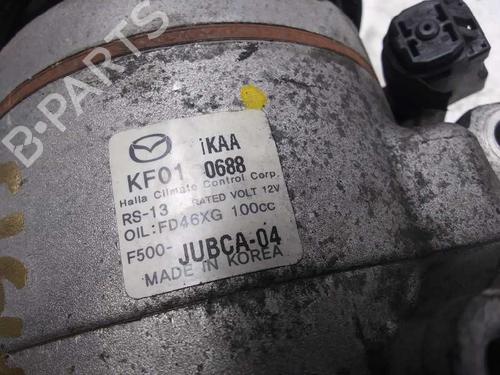 B-PARTS
iKAA
KF01 0688
Halla Climate Control Corp.
RS-13 RATED VOLT 12V
OIL:FD46XG 100cc
F500-JUBCA-04
MADE IN KOREA